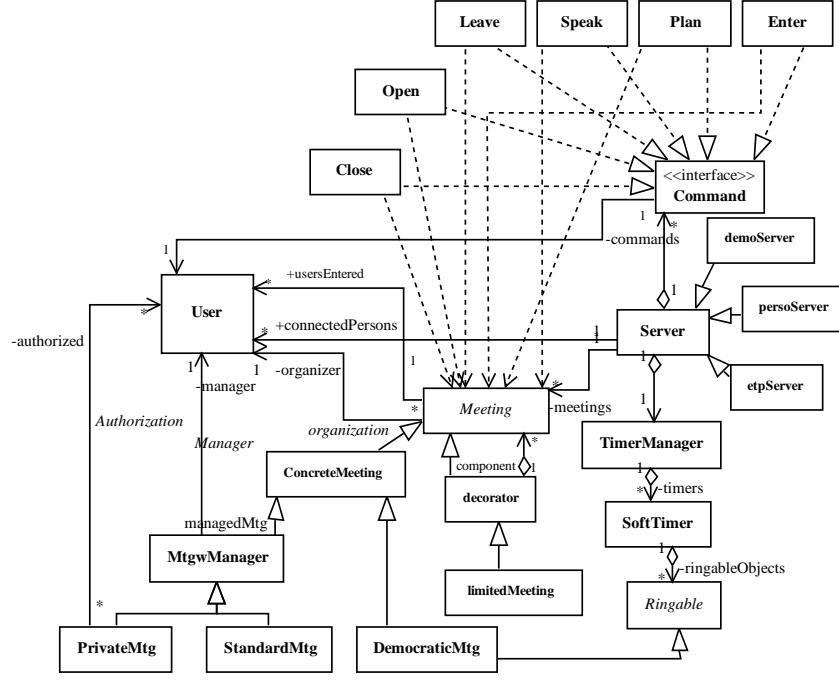 Leave
Speak
Plan
Enter
Open
Close
<<interface>>
Command
1
*
-commands
demoServer
1
+usersEntered
*
User
*
1
persoServer
Server
-authorized
*
+connectedPersons
1
1
1
1
-organizer
1
-manager
1
*
-meetings
etpServer
1
*
Meeting
1
Authorization
Manager
organization
*
TimerManager
ConcreteMeeting
component
1
1
decorator
*
-timers
managedMtg
SoftTimer
MtgwManager
1
limitedMeeting
*
-ringableObjects
*
Ringable
PrivateMtg
StandardMtg
DemocraticMtg